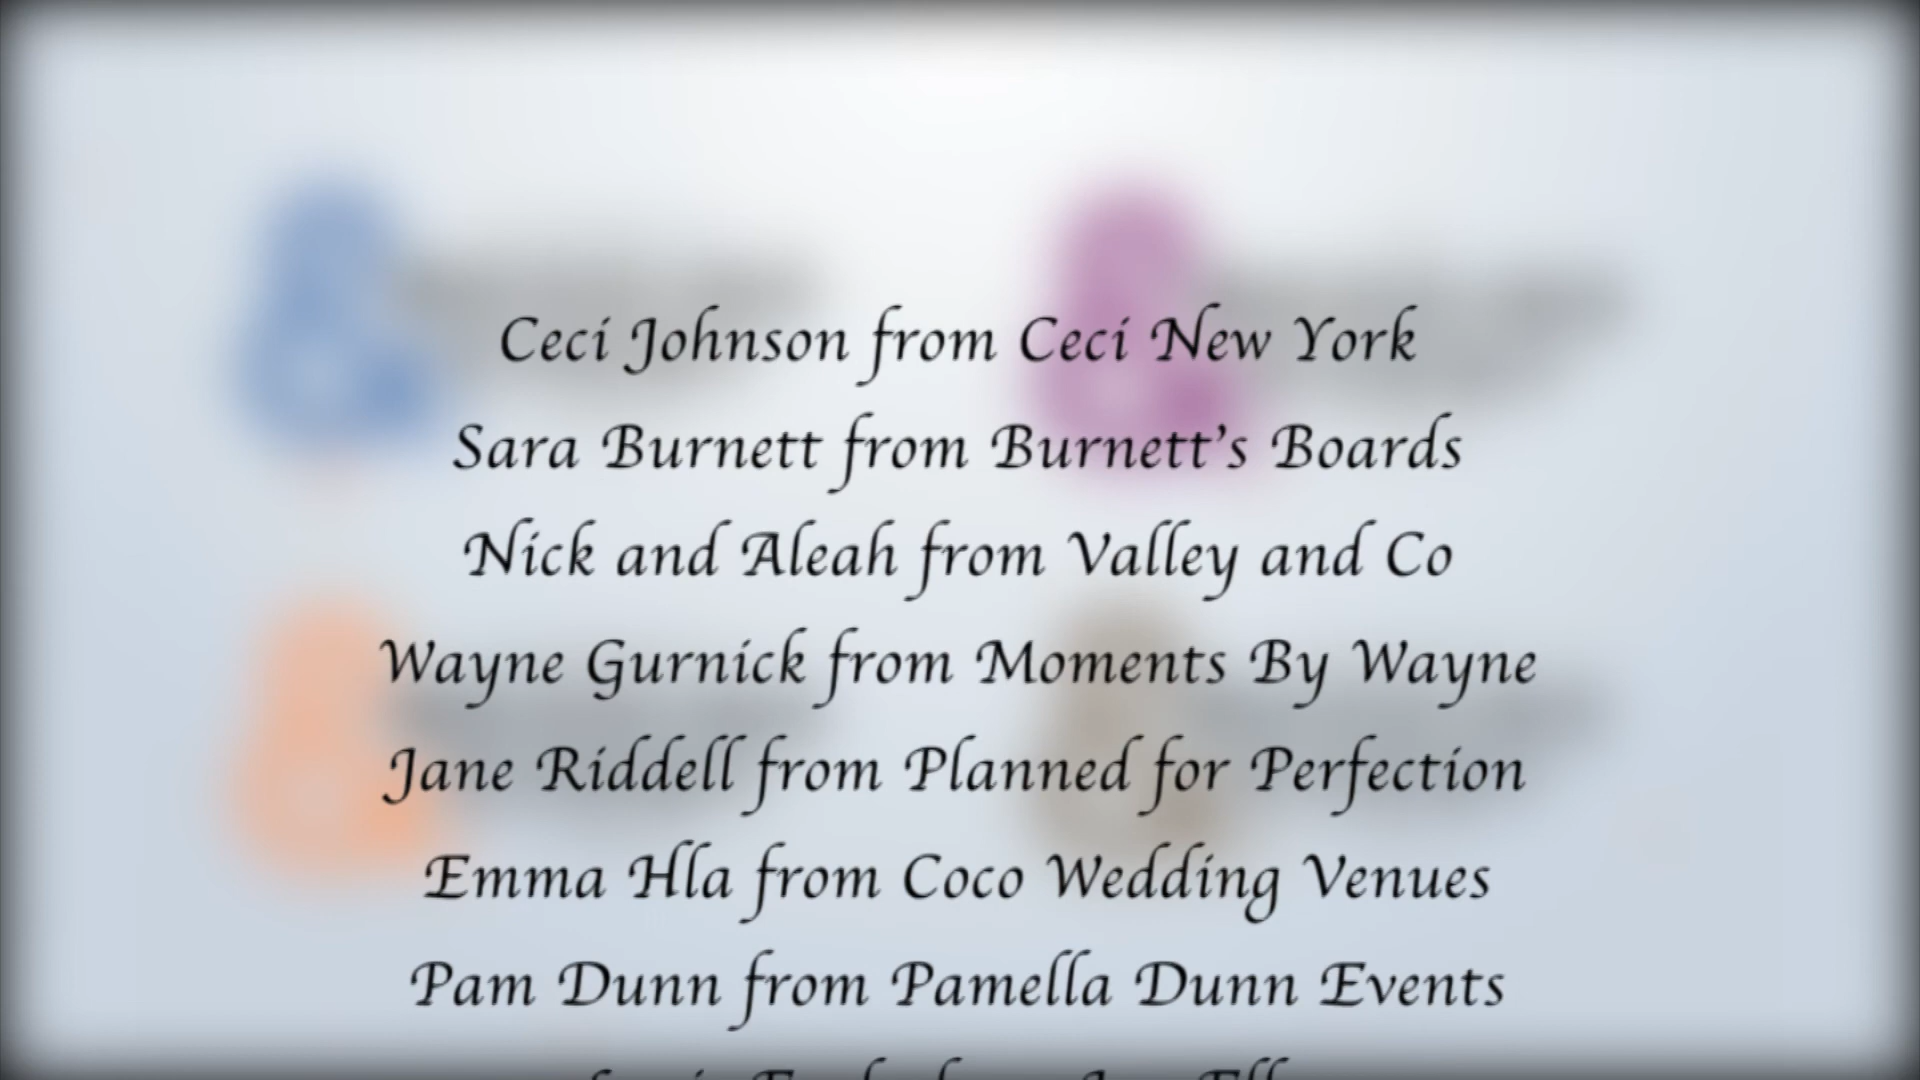 Ceci Johnson from Ceci New York
Sara Burnett from Burnett's Boards
Nick and Aleah from Valley and Co
Wayne Gurnick from Moments By Wayne
Jane Riddell from Planned for Perfection
Emma Hla from Coco Wedding Venues
Pam Dunn from Pamella Dunn Events